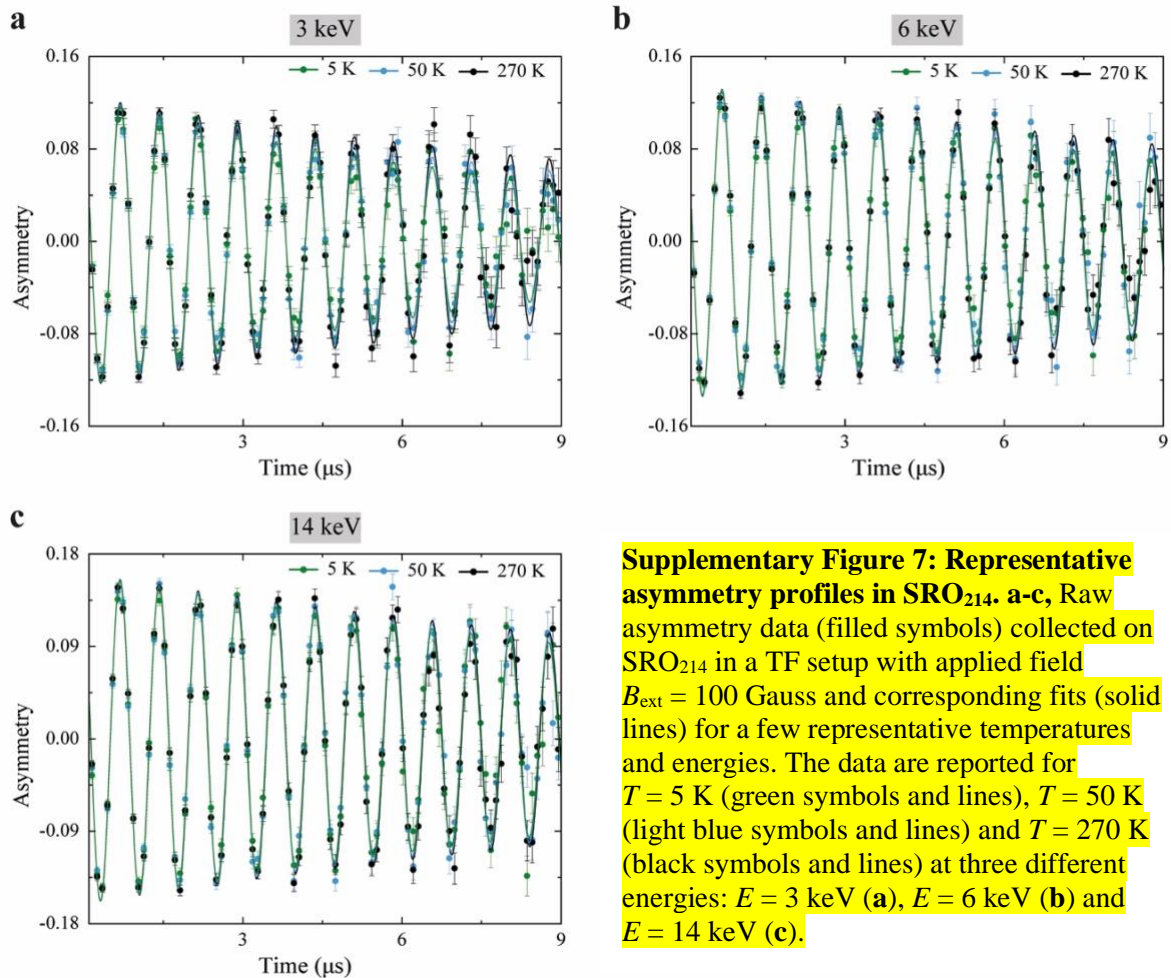 a
3 keV
0.16
5 K 50 K 270 K
0.08
0.00
-0.08
-0.16
Asymmetry
3 6 9
Time (μs)
b
6 keV
0.16
5 K 50 K 270 K
0.08
0.00
-0.08
-0.16
Asymmetry
3 6 9
Time (μs)
c
14 keV
0.18
5 K 50 K 270 K
0.09
0.00
-0.09
-0.18
Asymmetry
3 6 9
Time (μs)
Supplementary Figure 7: Representative
asymmetry profiles in SRO₂₁₄. a-c, Raw
asymmetry data (filled symbols) collected on
SRO₂₁₄ in a TF setup with applied field
Bext = 100 Gauss and corresponding fits (solid
lines) for a few representative temperatures
and energies. The data are reported for
T = 5 K (green symbols and lines), T = 50 K
(light blue symbols and lines) and T = 270 K
(black symbols and lines) at three different
energies: E = 3 keV (a), E = 6 keV (b) and
E = 14 keV (c).